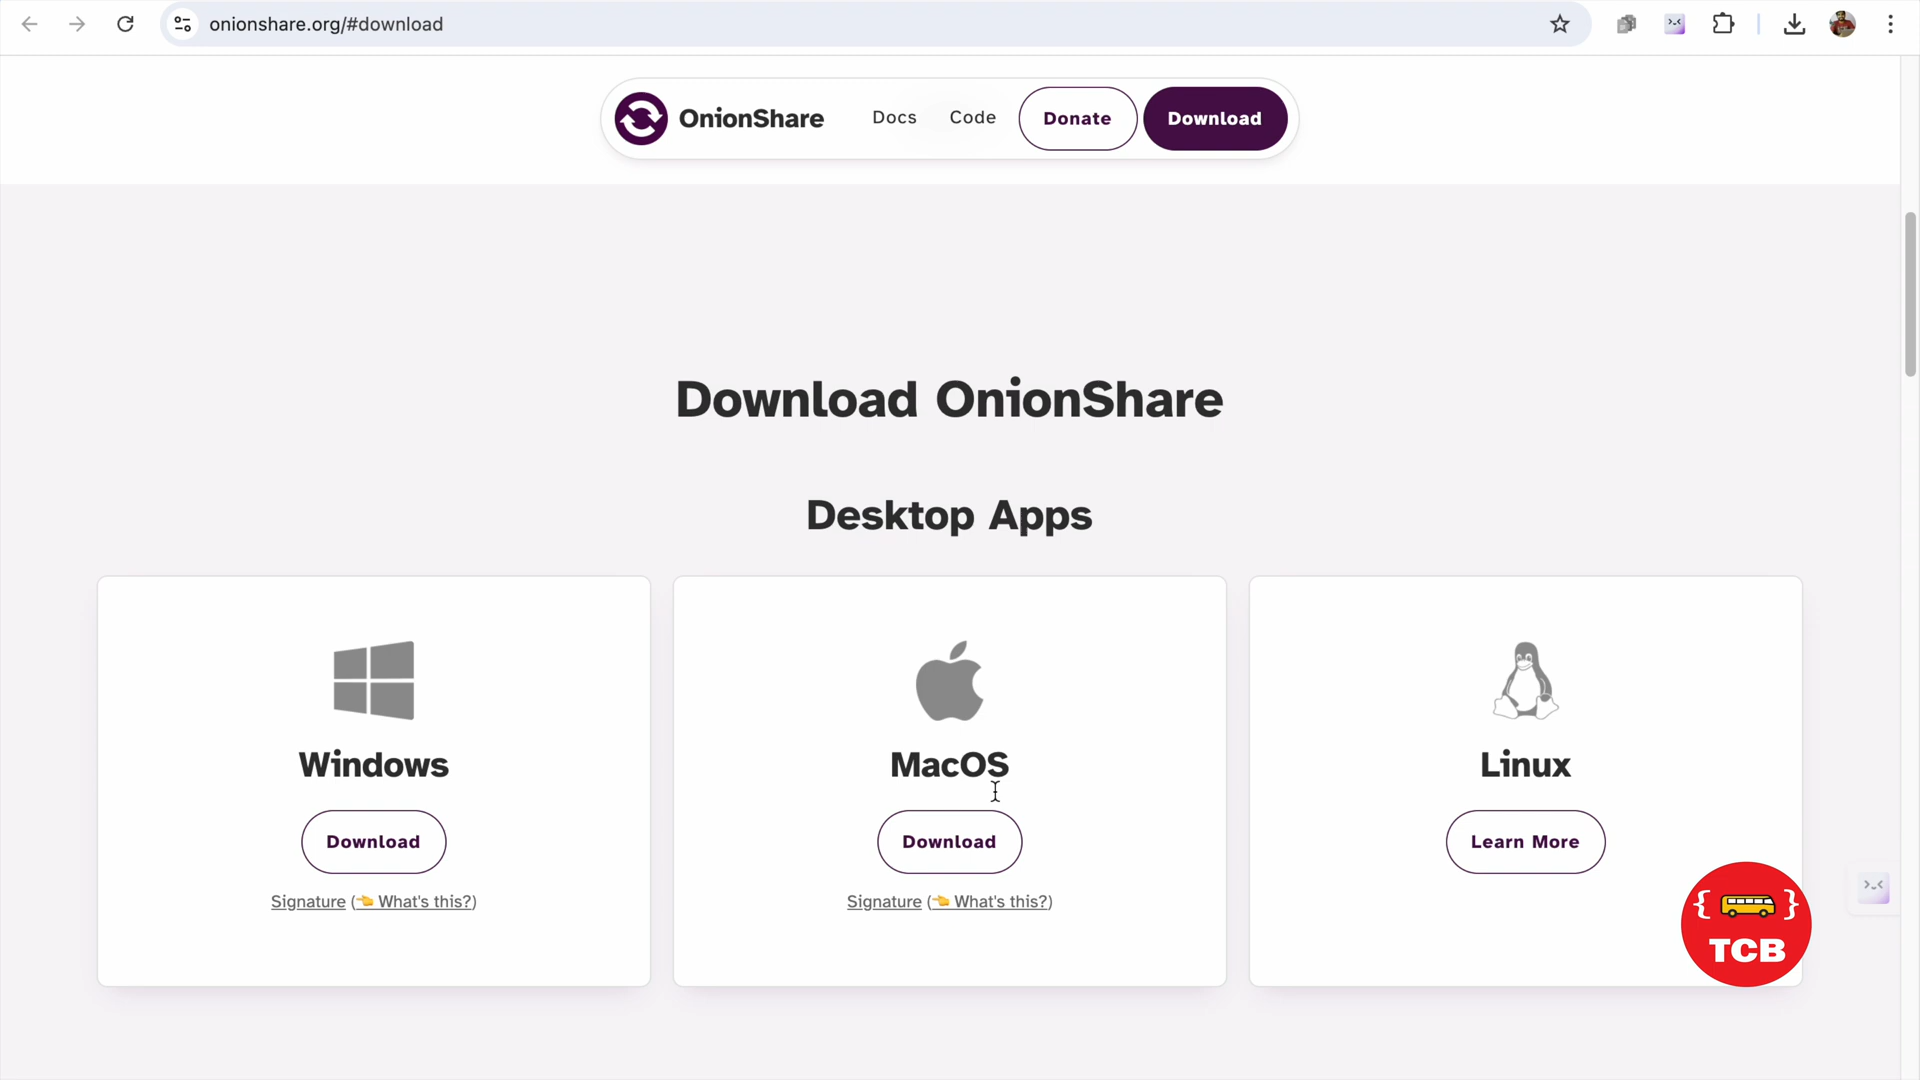 onionshare.org/#download
OnionShare Docs Code Donate Download
Download OnionShare
Desktop Apps
Windows
Download
Signature (👈 What's this?)
MacOS
Download
Signature (👈 What's this?)
Linux
Learn More
{ }
TCB